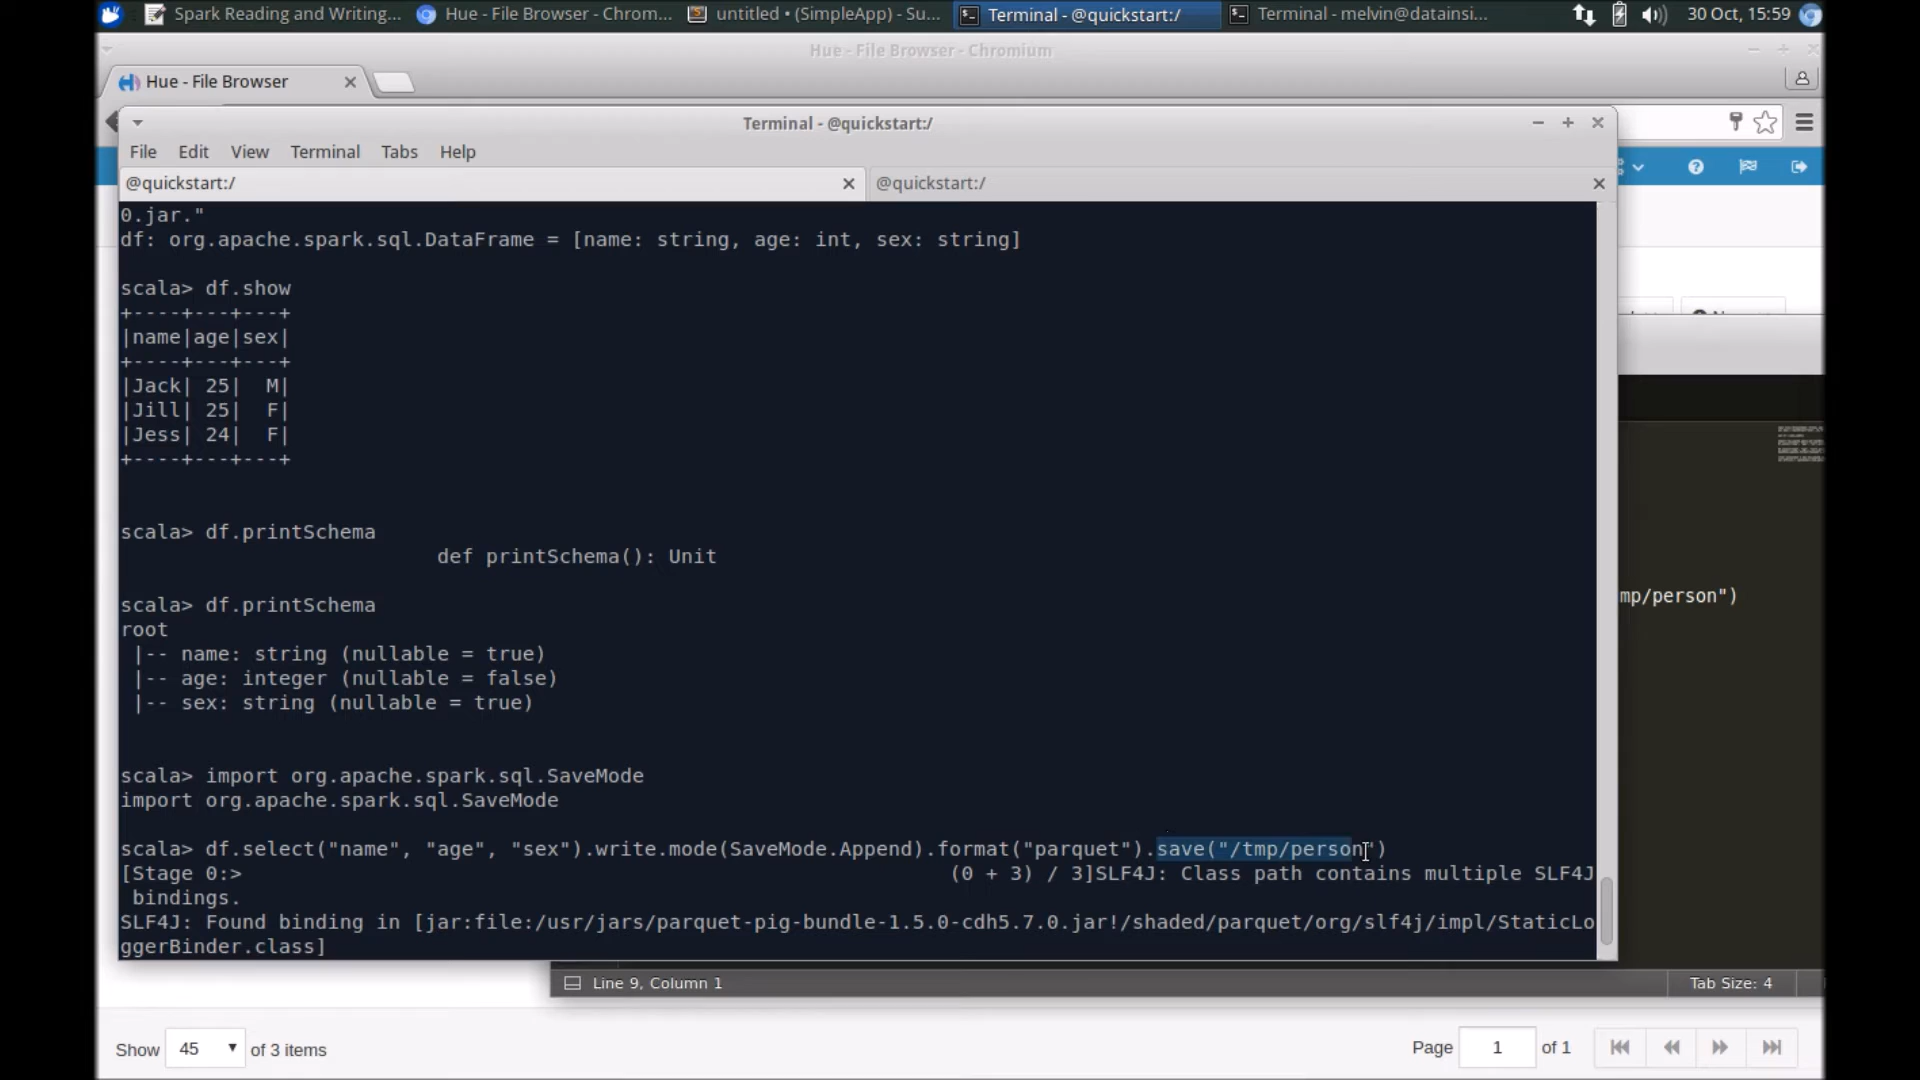 Spark Reading and Writing...
Hue - File Browser - Chrom...
untitled • (SimpleApp) - Su...
Terminal - @quickstart:/
Terminal - melvin@datainsi...
30 Oct, 15:59
Hue - File Browser - Chromium
Hue - File Browser
Terminal - @quickstart:/
File Edit View Terminal Tabs Help
@quickstart:/
@quickstart:/
0.jar."
df: org.apache.spark.sql.DataFrame = [name: string, age: int, sex: string]
scala> df.show
+----+---+---+
|name|age|sex|
+----+---+---+
|Jack| 25|  M|
|Jill| 25|  F|
|Jess| 24|  F|
+----+---+---+
scala> df.printSchema
def printSchema(): Unit
scala> df.printSchema
root
|-- name: string (nullable = true)
|-- age: integer (nullable = false)
|-- sex: string (nullable = true)
scala> import org.apache.spark.sql.SaveMode
import org.apache.spark.sql.SaveMode
scala> df.select("name", "age", "sex").write.mode(SaveMode.Append).format("parquet").save("/tmp/person")
[Stage 0:> (0 + 3) / 3]SLF4J: Class path contains multiple SLF4J
bindings.
SLF4J: Found binding in [jar:file:/usr/jars/parquet-pig-bundle-1.5.0-cdh5.7.0.jar!/shaded/parquet/org/slf4j/impl/StaticLo
ggerBinder.class]
mp/person")
Line 9, Column 1
Tab Size: 4
Show 45 of 3 items
Page 1 of 1